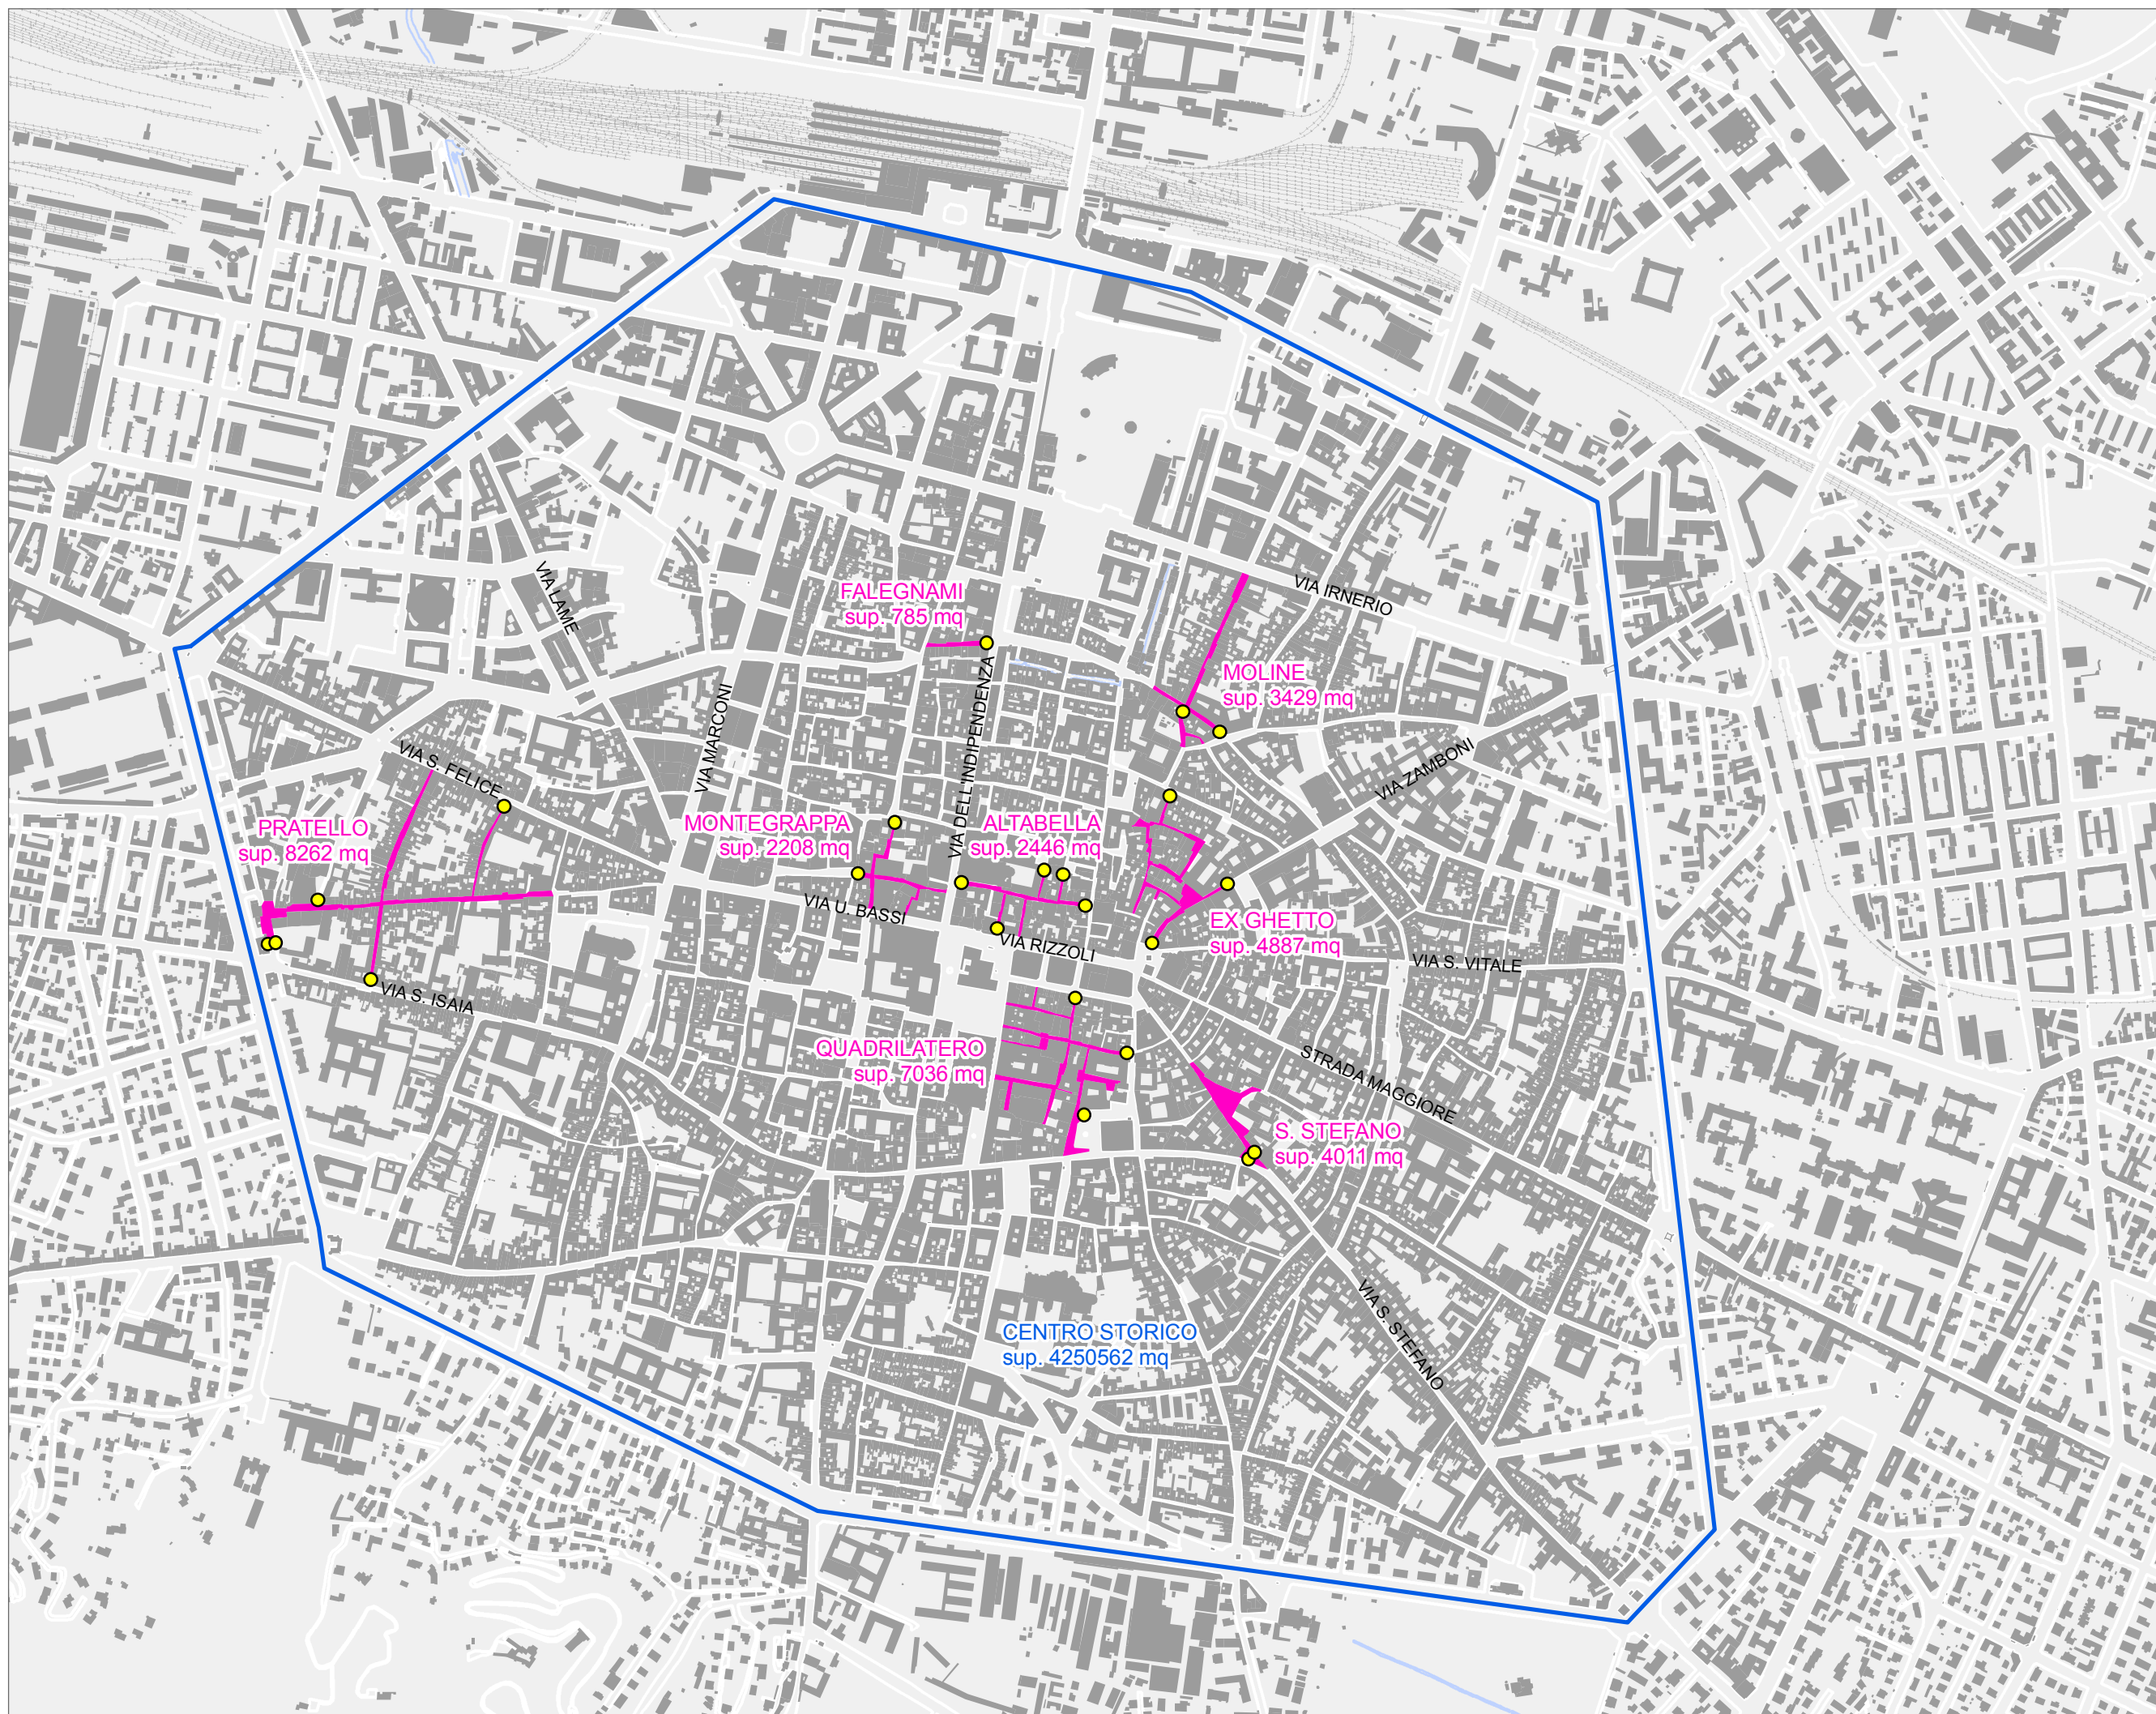 VIA LAME
FALEGNAMI
sup. 785 mq
VIA IRNERIO
MOLINE
sup. 3429 mq
VIA MARCONI
VIA DELL'INDIPENDENZA
VIA S. FELICE
VIA ZAMBONI
PRATELLO
sup. 8262 mq
MONTEGRAPPA
sup. 2208 mq
ALTABELLA
sup. 2446 mq
VIA U. BASSI
EX GHETTO
sup. 4887 mq
VIA RIZZOLI
VIA S. VITALE
VIA S. ISAIA
QUADRILATERO
sup. 7036 mq
STRADA MAGGIORE
S. STEFANO
sup. 4011 mq
VIA S. STEFANO
CENTRO STORICO
sup. 4250562 mq